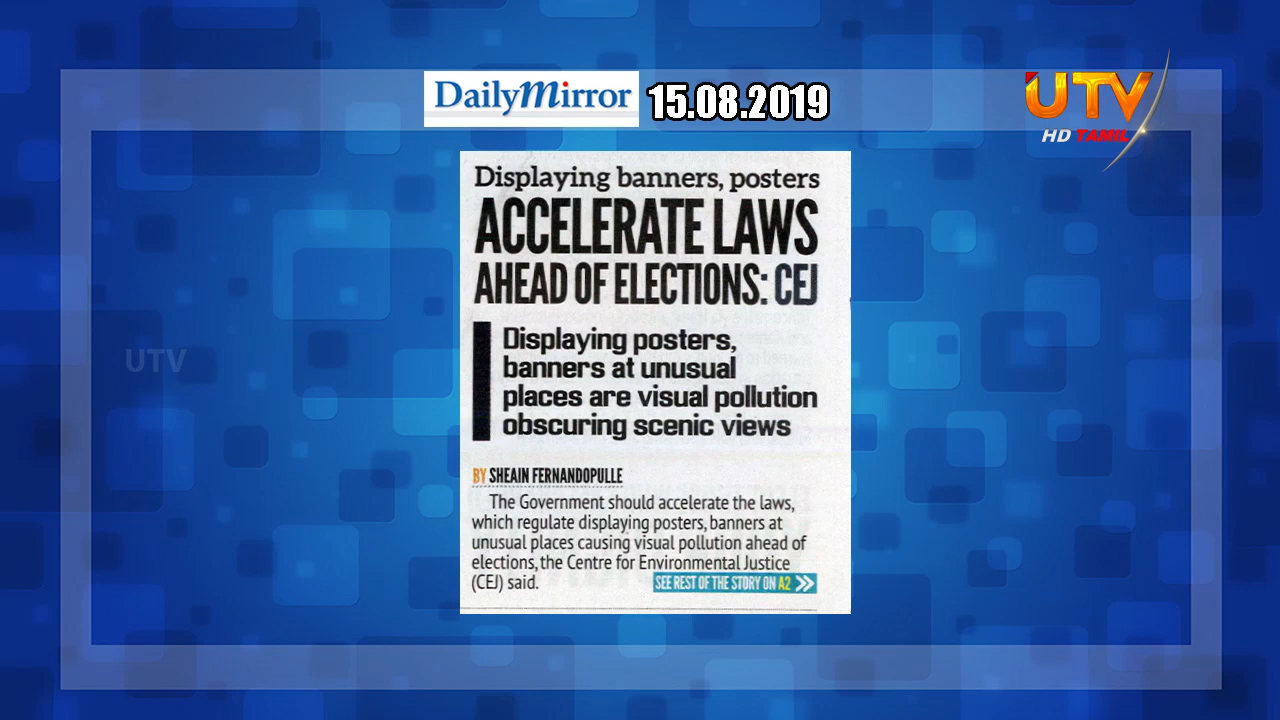 DailyMirror 15.08.2019
UTV
HD TAMIL
Displaying banners, posters
ACCELERATE LAWS
AHEAD OF ELECTIONS: CEJ
Displaying posters,
banners at unusual
places are visual pollution
obscuring scenic views
UTV
BY SHEAIN FERNANDOPULLE
The Government should accelerate the laws,
which regulate displaying posters, banners at
unusual places causing visual pollution ahead of
elections, the Centre for Environmental Justice
(CEJ) said.
SEE REST OF THE STORY ON A2